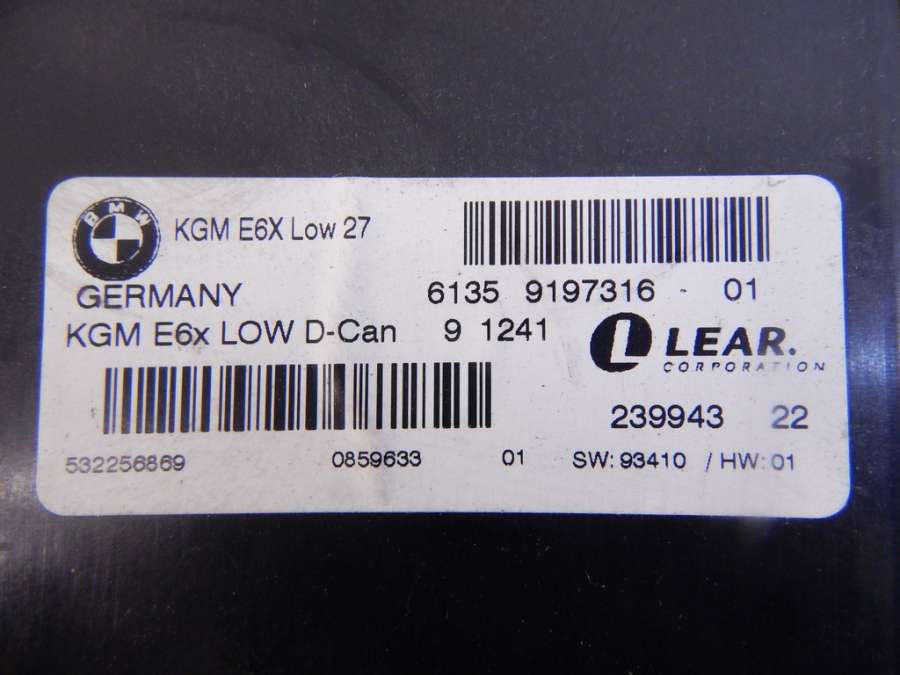 BMW
KGM E6X Low 27
GERMANY 6135 9197316 - 01
KGM E6x LOW D-Can 9 1241
L LEAR.
CORPORATION
239943 22
532256869 0859633 01 SW: 93410 / HW: 01